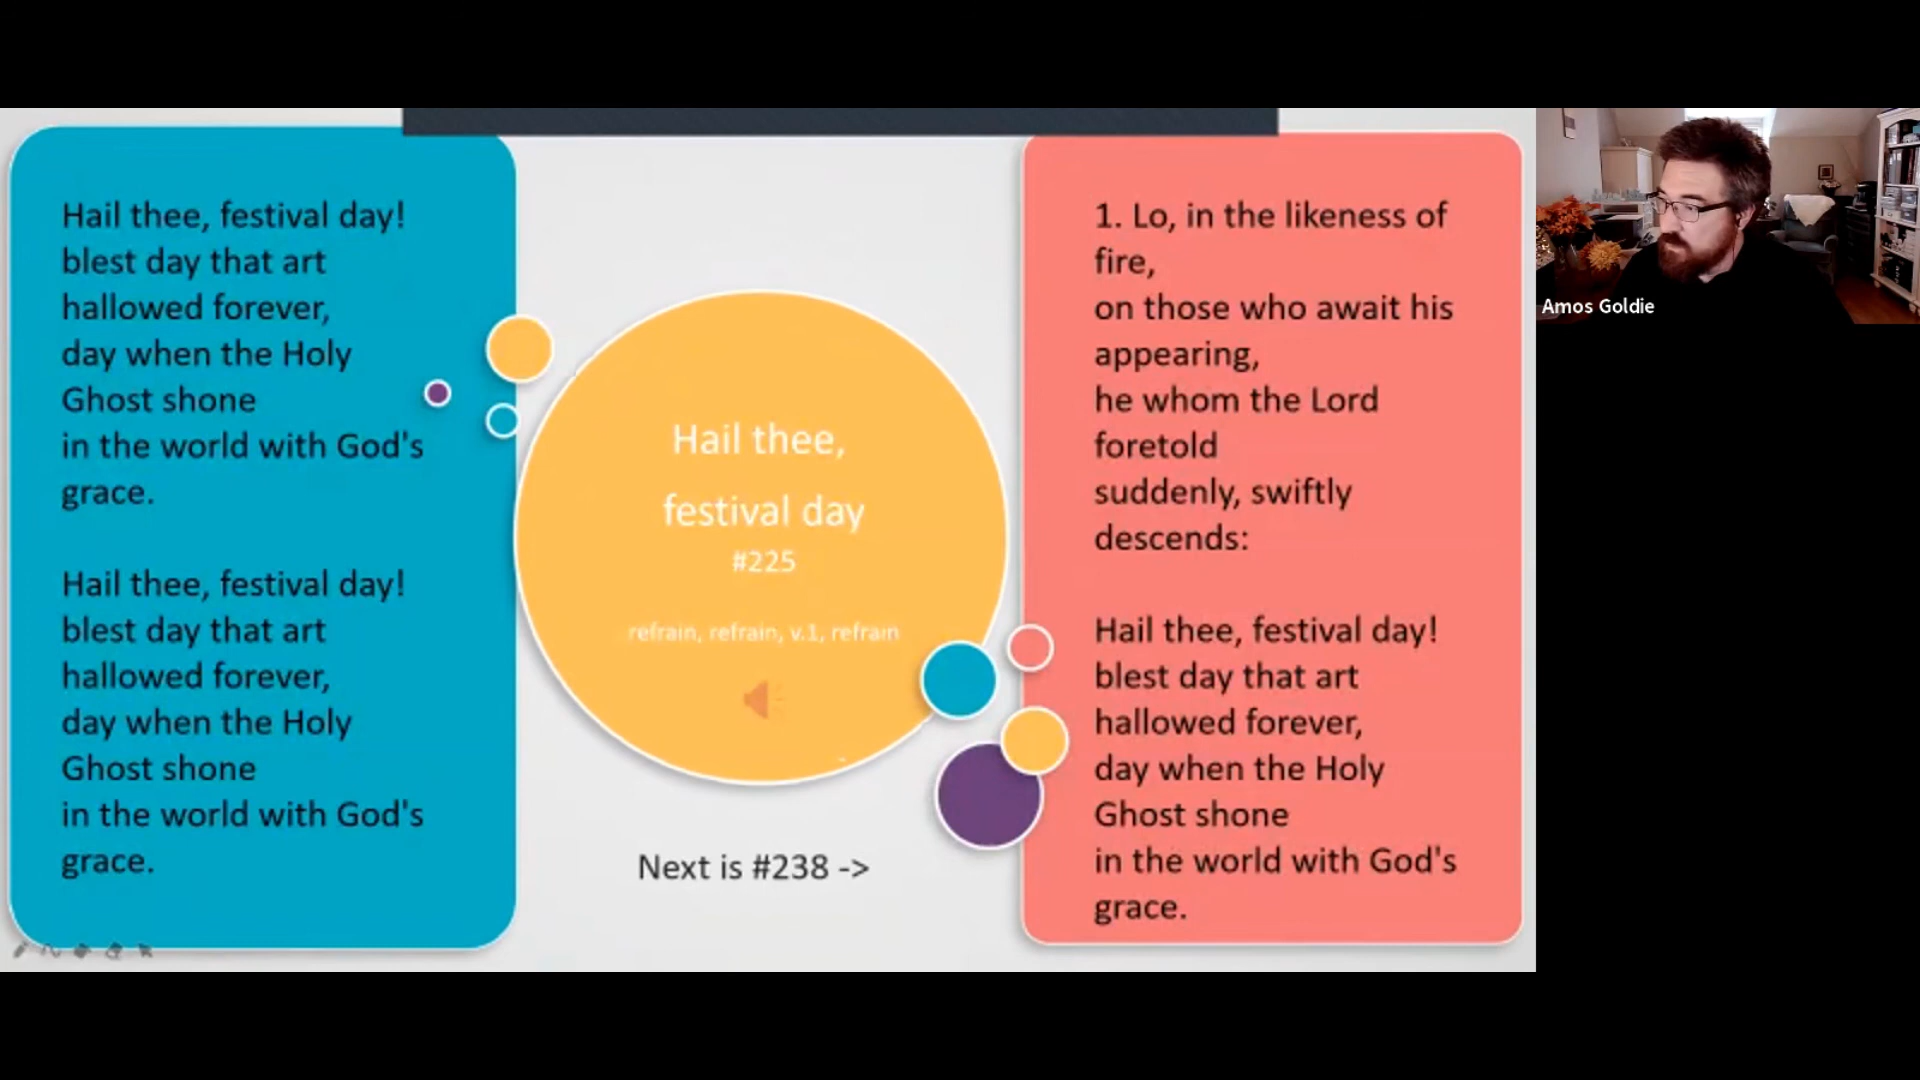 Hail thee, festival day!
blest day that art
hallowed forever,
day when the Holy
Ghost shone
in the world with God's
grace.
Hail thee, festival day!
blest day that art
hallowed forever,
day when the Holy
Ghost shone
in the world with God's
grace.
Hail thee,
festival day
#225
refrain, refrain, v.1, refrain
Next is #238 ->
1. Lo, in the likeness of
fire,
on those who await his
appearing,
he whom the Lord
foretold
suddenly, swiftly
descends:
Hail thee, festival day!
blest day that art
hallowed forever,
day when the Holy
Ghost shone
in the world with God's
grace.
Amos Goldie